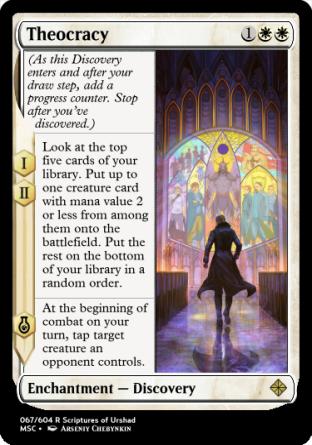 Theocracy 1
(As this Discovery
enters and after your
draw step, add a
progress counter. Stop
after you've
discovered.)
I
II
Look at the top
five cards of your
library. Put up to
one creature card
with mana value 2
or less from among
them onto the
battlefield. Put the
rest on the bottom
of your library in a
random order.
At the beginning of
combat on your
turn, tap target
creature an
opponent controls.
Enchantment — Discovery
067/604 R Scriptures of Urshad
MSC • Arseniy Chebynkin